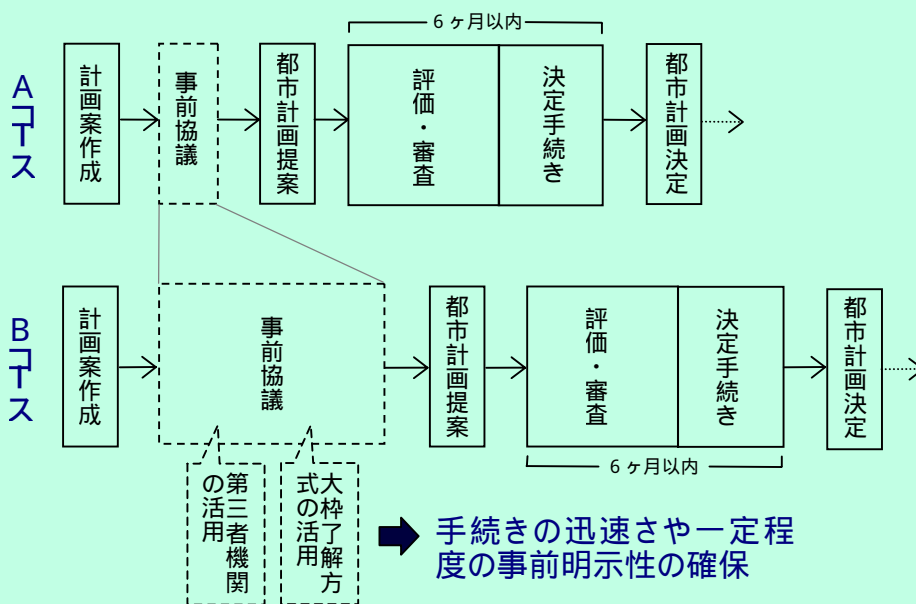 Aコース
計画案作成
事前協議
都市計画提案
6ヶ月以内
評価・審査
決定手続き
都市計画決定
Bコース
計画案作成
事前協議
第三者機関
の活用
大枠了解方
式の活用
都市計画提案
評価・審査
決定手続き
6ヶ月以内
都市計画決定
手続きの迅速さや一定程
度の事前明示性の確保